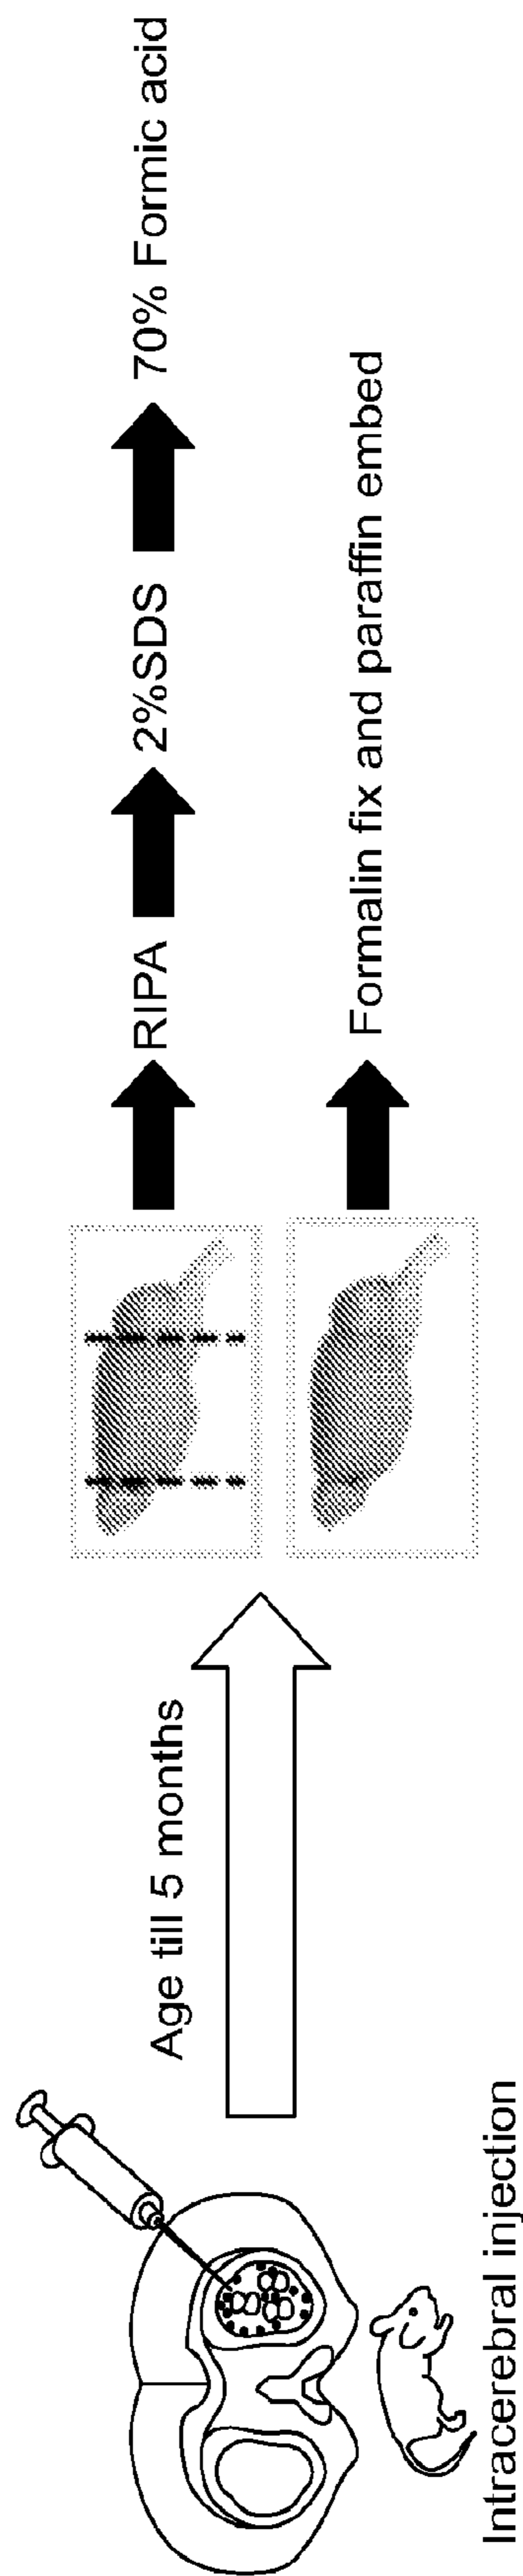 Intracerebral injection
Age till 5 months
RIPA
2%SDS
70% Formic acid
Formalin fix and paraffin embed